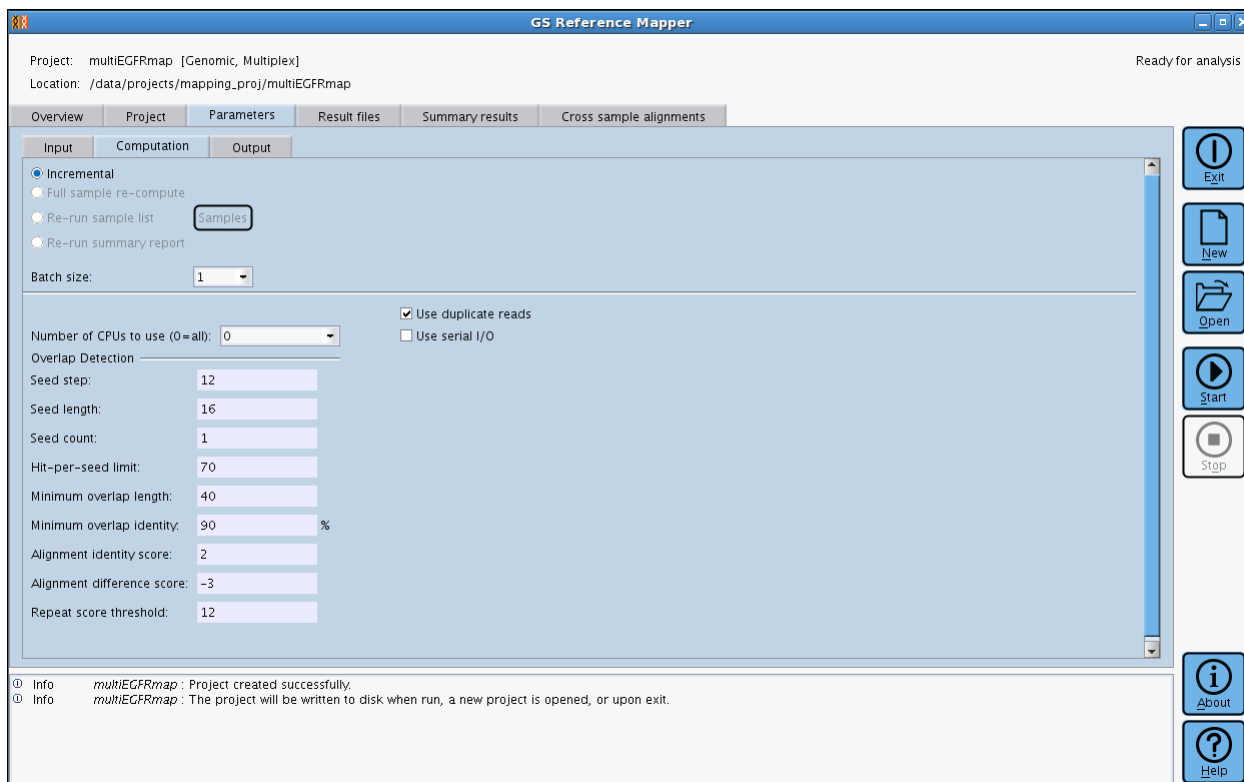 GS Reference Mapper
Project: multiEGFRmap [Genomic, Multiplex]
Ready for analysis
Location: /data/projects/mapping_proj/multiEGFRmap
Overview Project Parameters Result files Summary results Cross sample alignments
Input Computation Output
Incremental
Full sample re-compute
Re-run sample list Samples
Re-run summary report
Batch size: 1
Use duplicate reads
Number of CPUs to use (0=all): 0 Use serial I/O
Overlap Detection
Seed step: 12
Seed length: 16
Seed count: 1
Hit-per-seed limit: 70
Minimum overlap length: 40
Minimum overlap identity: 90 %
Alignment identity score: 2
Alignment difference score: -3
Repeat score threshold: 12
Info multiEGFRmap : Project created successfully.
Info multiEGFRmap : The project will be written to disk when run, a new project is opened, or upon exit.
Exit
New
Open
Start
Stop
About
Help